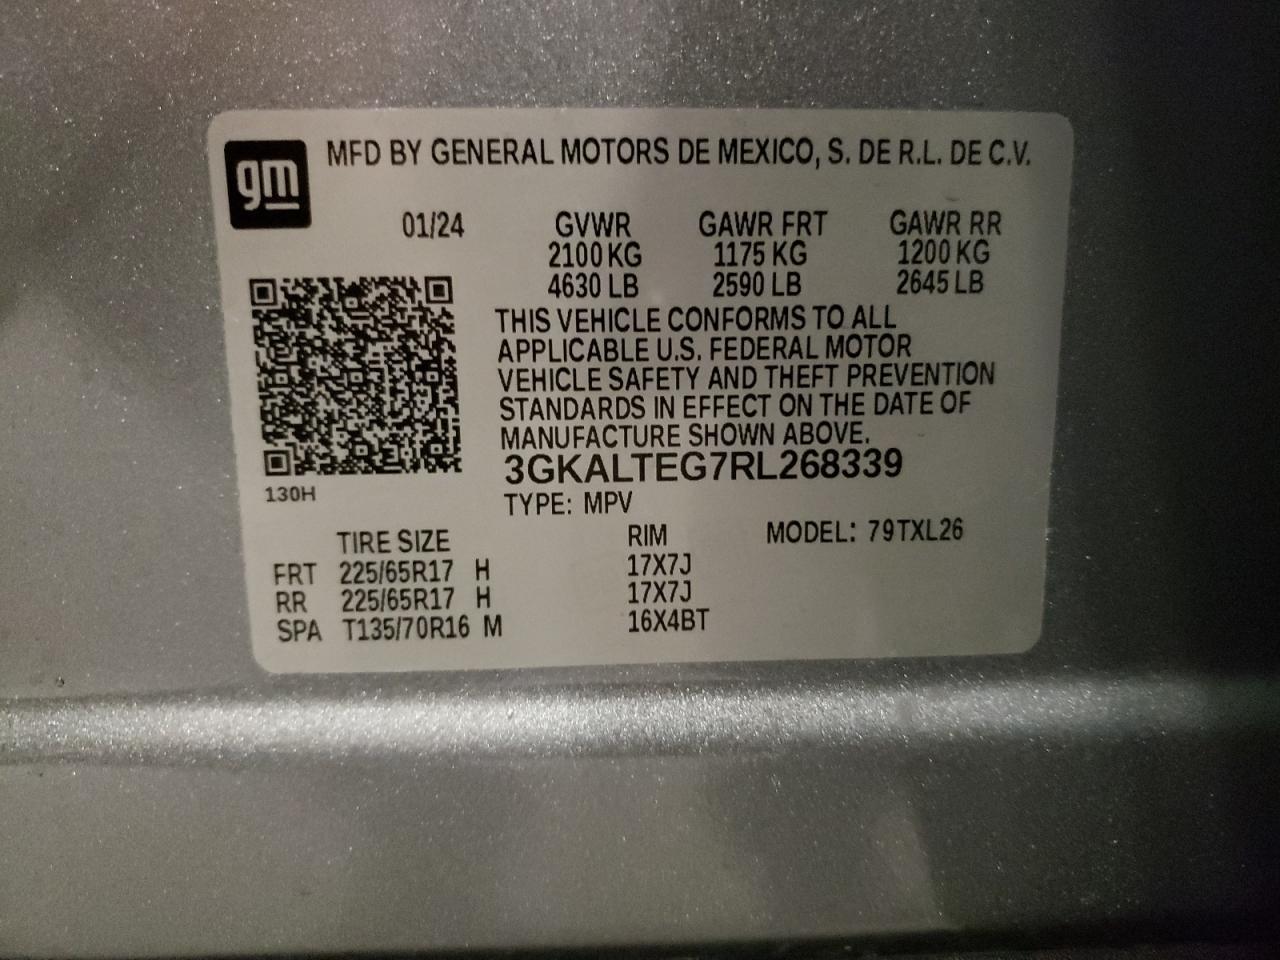 gm
MFD BY GENERAL MOTORS DE MEXICO, S. DE R.L. DE C.V.
01/24 GVWR GAWR FRT GAWR RR
2100 KG 1175 KG 1200 KG
4630 LB 2590 LB 2645 LB
THIS VEHICLE CONFORMS TO ALL
APPLICABLE U.S. FEDERAL MOTOR
VEHICLE SAFETY AND THEFT PREVENTION
STANDARDS IN EFFECT ON THE DATE OF
MANUFACTURE SHOWN ABOVE.
3GKALTEG7RL268339
130H
TYPE: MPV
TIRE SIZE RIM MODEL: 79TXL26
FRT 225/65R17 H 17X7J
RR 225/65R17 H 17X7J
SPA T135/70R16 M 16X4BT